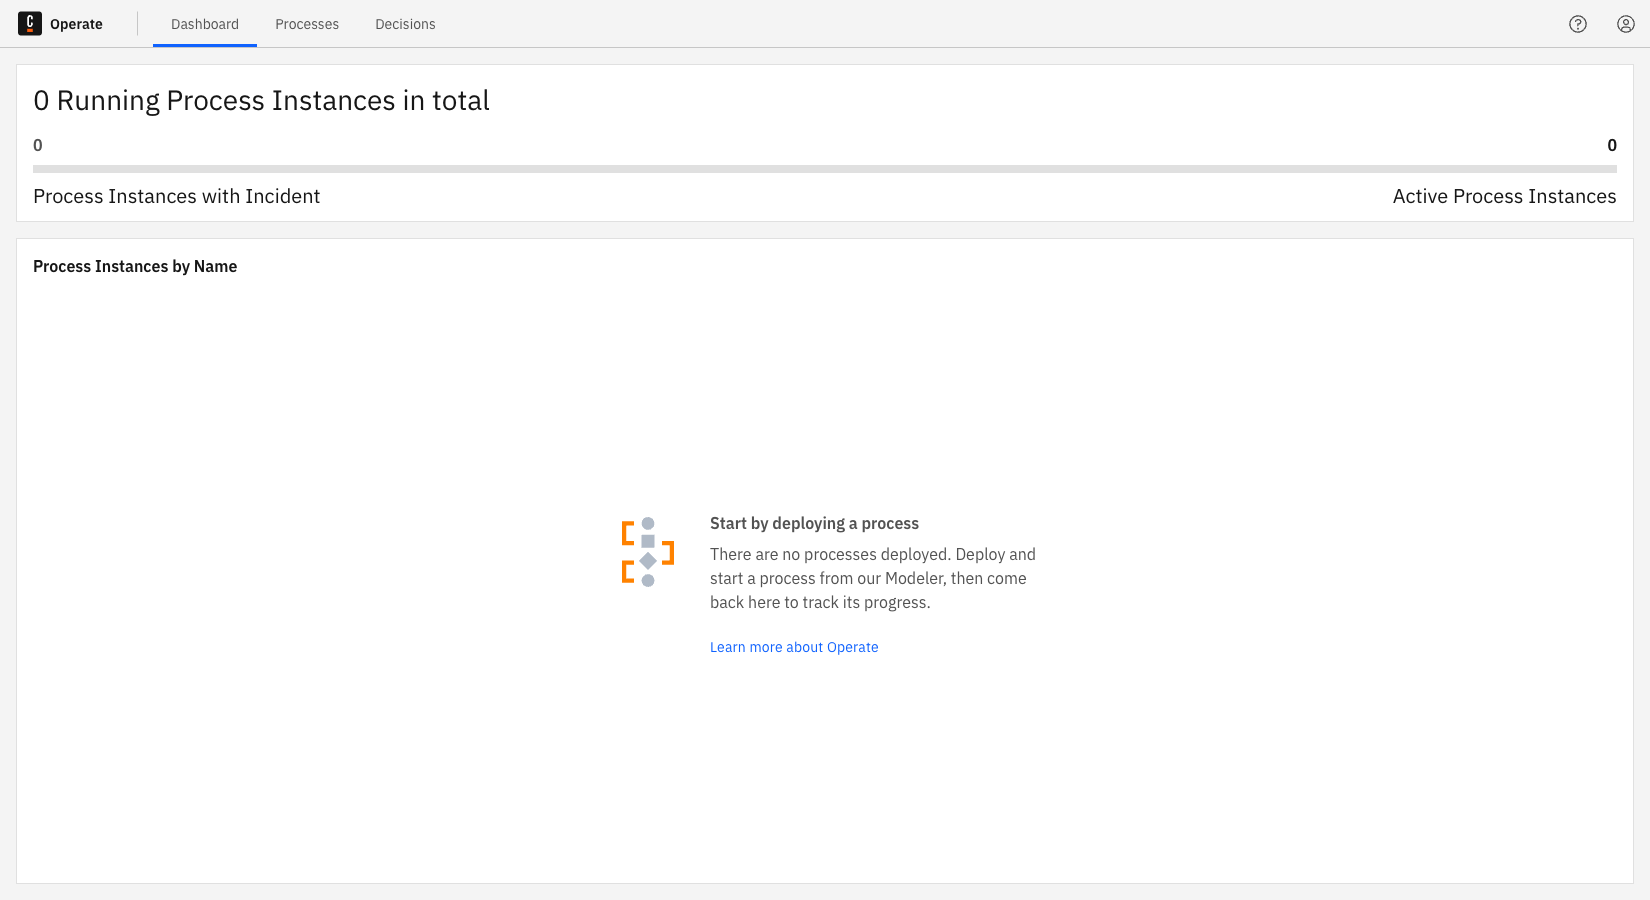 Operate
Dashboard
Processes
Decisions
0 Running Process Instances in total
0
0
Process Instances with Incident
Active Process Instances
Process Instances by Name
Start by deploying a process
There are no processes deployed. Deploy and
start a process from our Modeler, then come
back here to track its progress.
Learn more about Operate